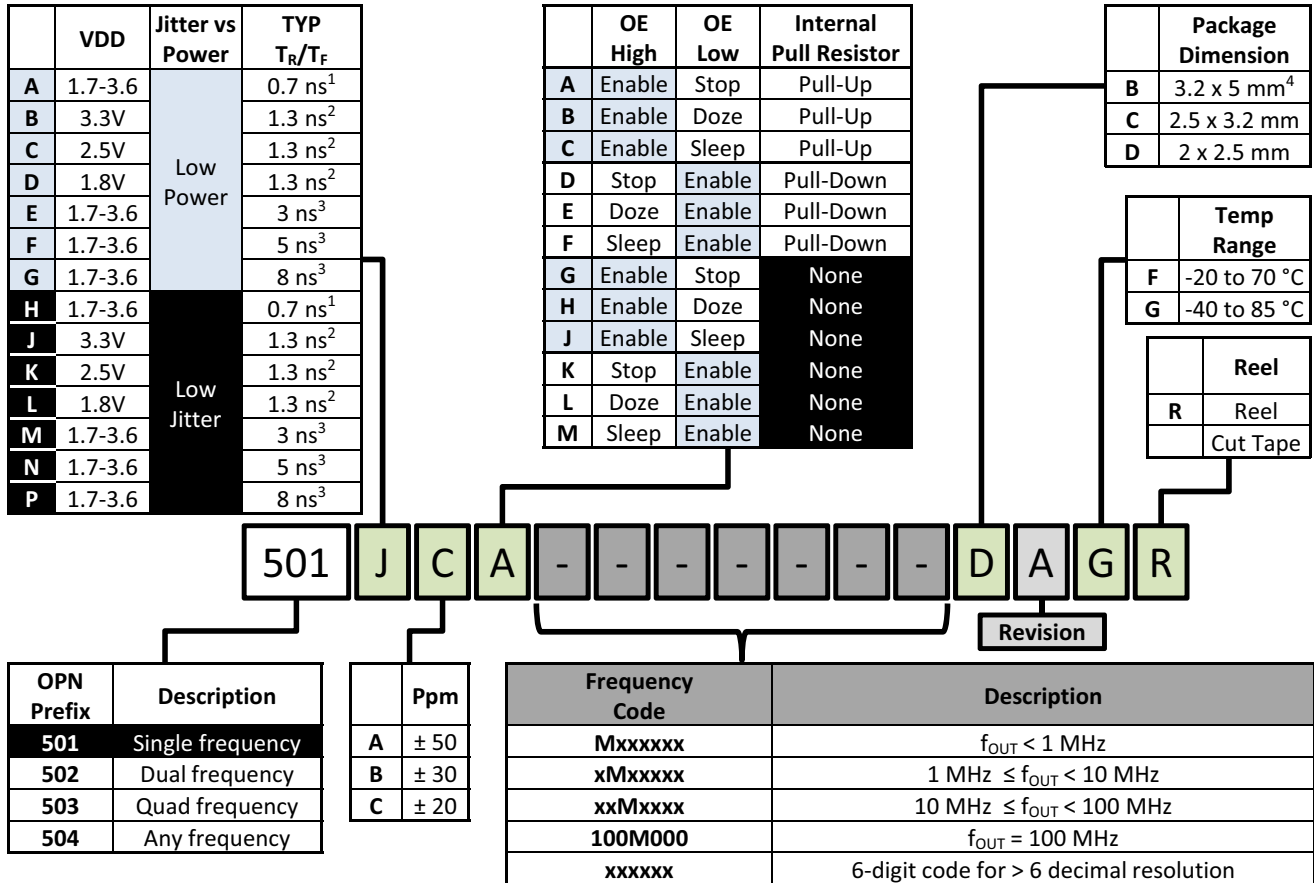 VDD Jitter vs Power TYP T_R/T_F
A 1.7-3.6 0.7 ns¹
B 3.3V 1.3 ns²
C 2.5V 1.3 ns²
D 1.8V 1.3 ns²
E 1.7-3.6 3 ns³
F 1.7-3.6 5 ns³
G 1.7-3.6 8 ns³
Low Power
H 1.7-3.6 0.7 ns¹
J 3.3V 1.3 ns²
K 2.5V 1.3 ns²
L 1.8V 1.3 ns²
M 1.7-3.6 3 ns³
N 1.7-3.6 5 ns³
P 1.7-3.6 8 ns³
Low Jitter
OE High OE Low Internal Pull Resistor
A Enable Stop Pull-Up
B Enable Doze Pull-Up
C Enable Sleep Pull-Up
D Stop Enable Pull-Down
E Doze Enable Pull-Down
F Sleep Enable Pull-Down
G Enable Stop None
H Enable Doze None
J Enable Sleep None
K Stop Enable None
L Doze Enable None
M Sleep Enable None
Package Dimension
B 3.2 x 5 mm⁴
C 2.5 x 3.2 mm
D 2 x 2.5 mm
Temp Range
F -20 to 70 °C
G -40 to 85 °C
Reel
R Reel
Cut Tape
501 J C A - - - - - - - D A G R
Revision
OPN Prefix Description
501 Single frequency
502 Dual frequency
503 Quad frequency
504 Any frequency
Ppm
A ± 50
B ± 30
C ± 20
Frequency Code Description
Mxxxxxx f_OUT < 1 MHz
xMxxxxx 1 MHz ≤ f_OUT < 10 MHz
xxMxxxx 10 MHz ≤ f_OUT < 100 MHz
100M000 f_OUT = 100 MHz
xxxxxx 6-digit code for > 6 decimal resolution